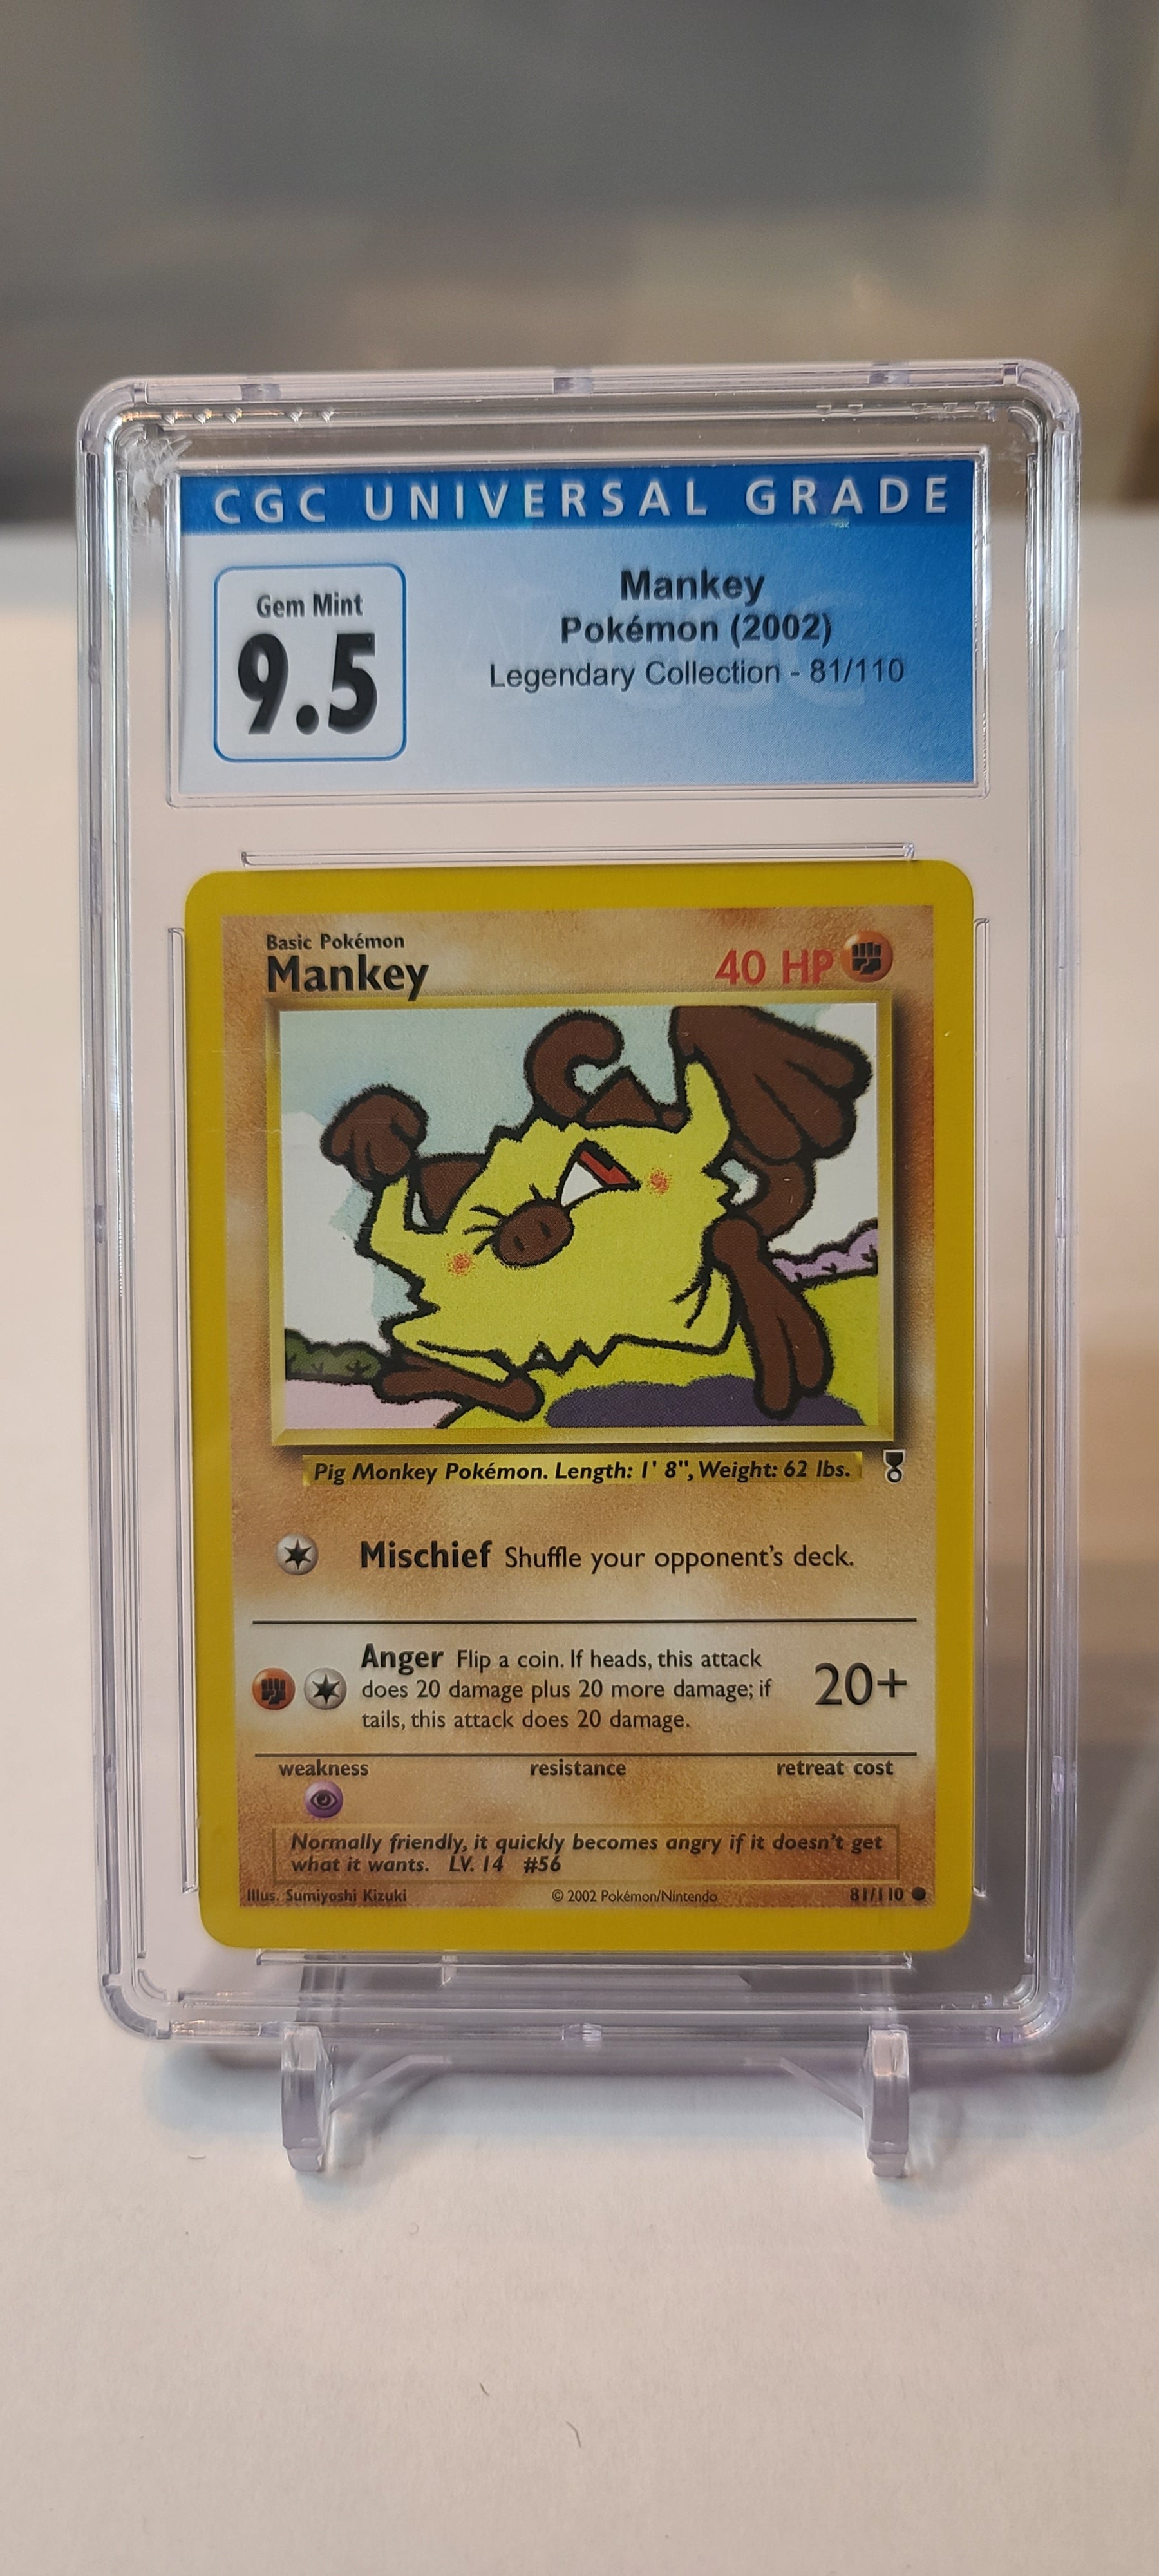 CGC UNIVERSAL GRADE
Gem Mint
9.5
Mankey
Pokémon (2002)
Legendary Collection - 81/110
Basic Pokémon
Mankey
40 HP
Pig Monkey Pokémon. Length: 1' 8", Weight: 62 lbs.
Mischief Shuffle your opponent's deck.
Anger Flip a coin. If heads, this attack
does 20 damage plus 20 more damage; if
tails, this attack does 20 damage.
20+
weakness resistance retreat cost
Normally friendly, it quickly becomes angry if it doesn't get
what it wants. LV. 14 #56
Illus. Sumiyoshi Kizuki © 2002 Pokémon/Nintendo 81/110